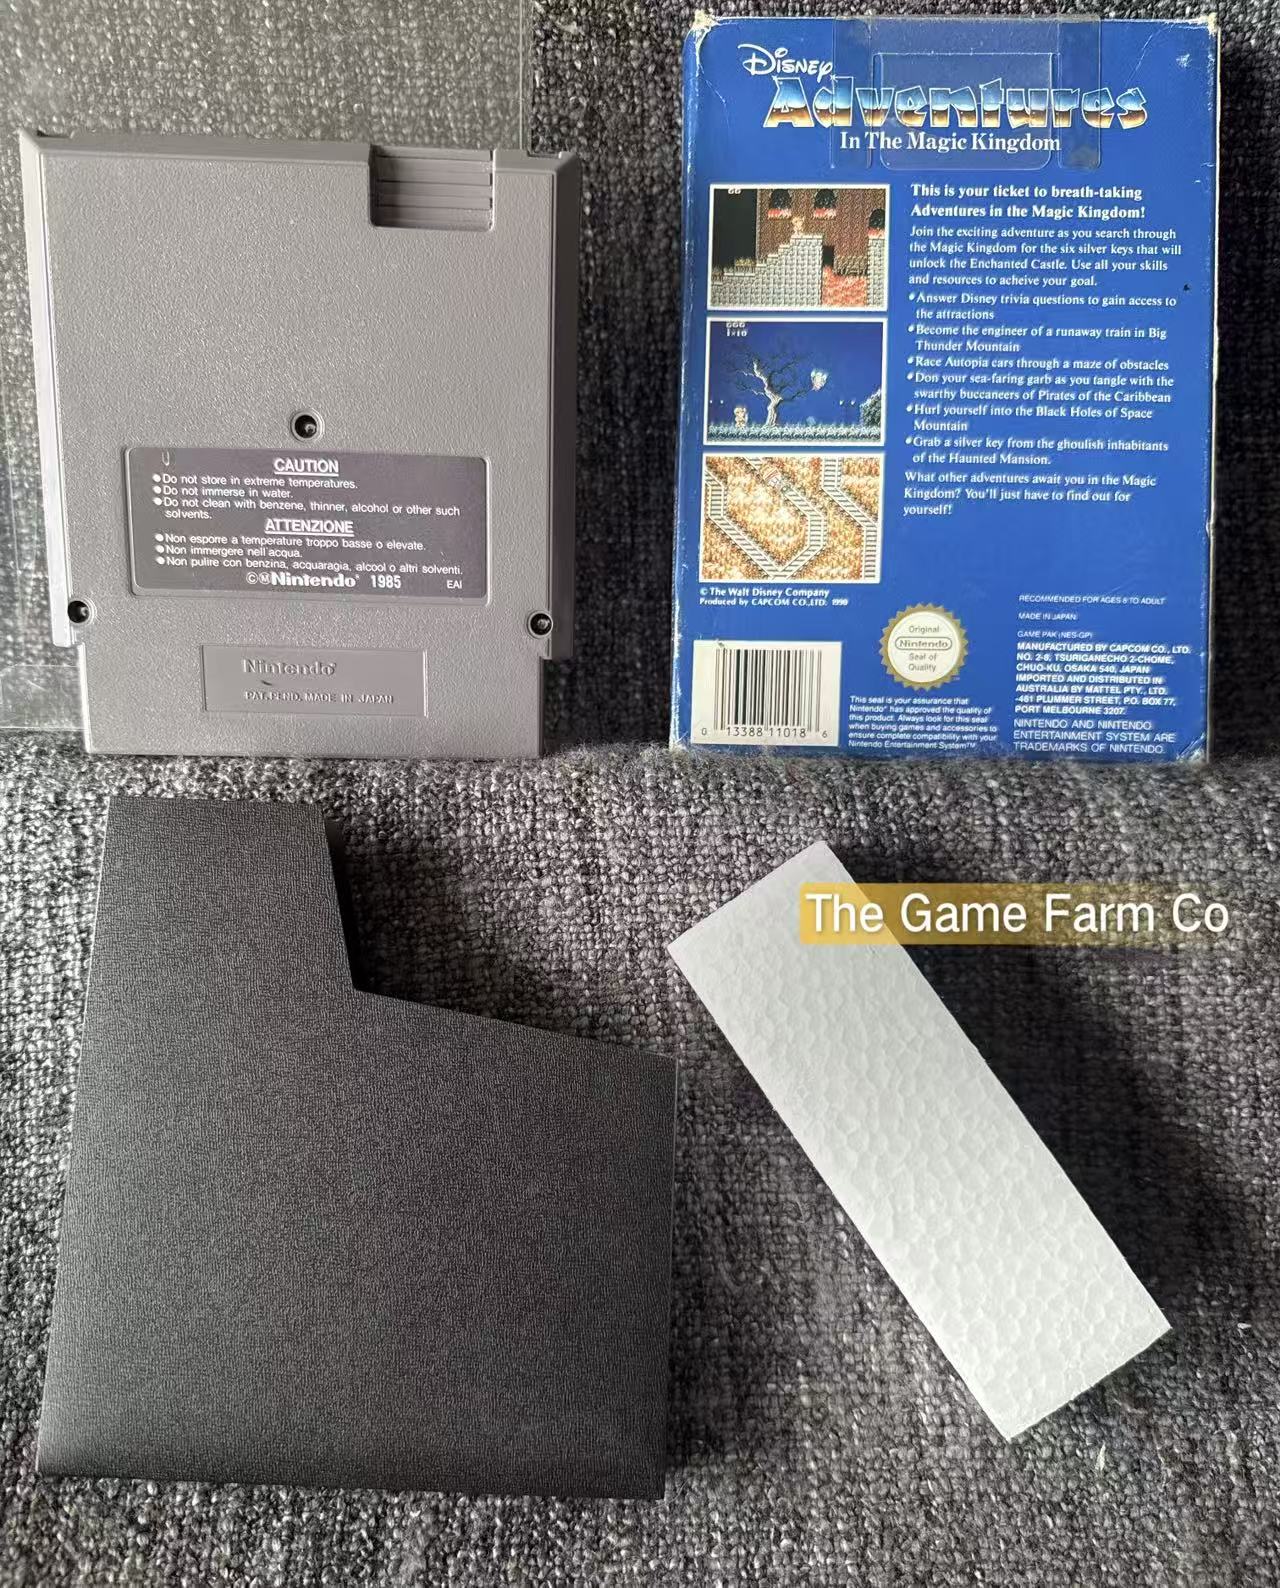 CAUTION
●Do not store in extreme temperatures.
●Do not immerse in water.
●Do not clean with benzene, thinner, alcohol or other such
solvents.
ATTENZIONE
●Non esporre a temperature troppo basse o elevate.
●Non immergere nell'acqua.
●Non pulire con benzina, acquaragia, alcool o altri solventi.
©ⓂNintendo® 1985
EAI
Nintendo®
PAT. PEND. MADE IN JAPAN
Disney
Adventures
In The Magic Kingdom
This is your ticket to breath-taking
Adventures in the Magic Kingdom!
Join the exciting adventure as you search through
the Magic Kingdom for the six silver keys that will
unlock the Enchanted Castle. Use all your skills
and resources to acheive your goal.
•Answer Disney trivia questions to gain access to
the attractions
•Become the engineer of a runaway train in Big
Thunder Mountain
•Race Autopia cars through a maze of obstacles
•Don your sea-faring garb as you tangle with the
swarthy buccaneers of Pirates of the Caribbean
•Hurl yourself into the Black Holes of Space
Mountain
•Grab a silver key from the ghoulish inhabitants
of the Haunted Mansion.
What other adventures await you in the Magic
Kingdom? You'll just have to find out for
yourself!
© The Walt Disney Company
Produced by CAPCOM CO., LTD. 1990
0 13388 11018 6
Original
Nintendo
Seal of
Quality
This seal is your assurance that
Nintendo® has approved the quality of
this product. Always look for this seal
when buying games and accessories to
ensure complete compatibility with your
Nintendo Entertainment System™
RECOMMENDED FOR AGES 8 TO ADULT
MADE IN JAPAN
GAME PAK (NES-GP)
MANUFACTURED BY CAPCOM CO., LTD.
NO. 2-8, TSURIGANECHO 2-CHOME,
CHUO-KU, OSAKA 540, JAPAN
IMPORTED AND DISTRIBUTED IN
AUSTRALIA BY MATTEL PTY., LTD.
-461 PLUMMER STREET, P.O. BOX 77,
PORT MELBOURNE 3207.
NINTENDO AND NINTENDO
ENTERTAINMENT SYSTEM ARE
TRADEMARKS OF NINTENDO
The Game Farm Co